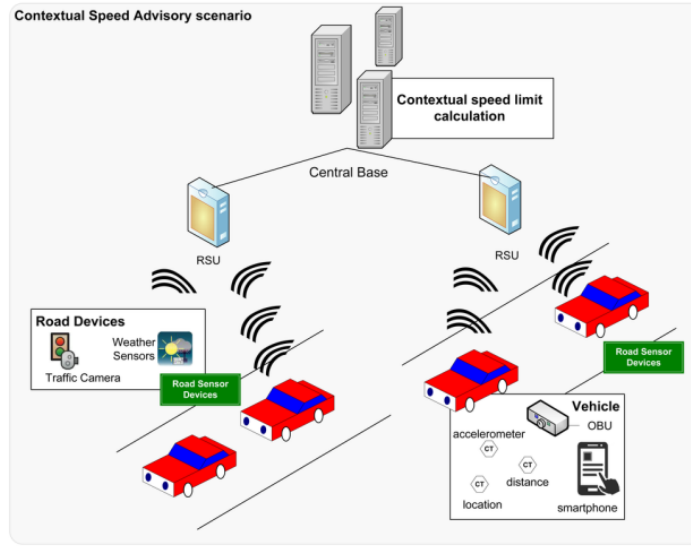 Contextual Speed Advisory scenario
Contextual speed limit
calculation
Central Base
RSU
RSU
Road Devices
Weather
Sensors
Traffic Camera
Road Sensor
Devices
Road Sensor
Devices
Vehicle
OBU
accelerometer
CT
CT
distance
CT
location
smartphone